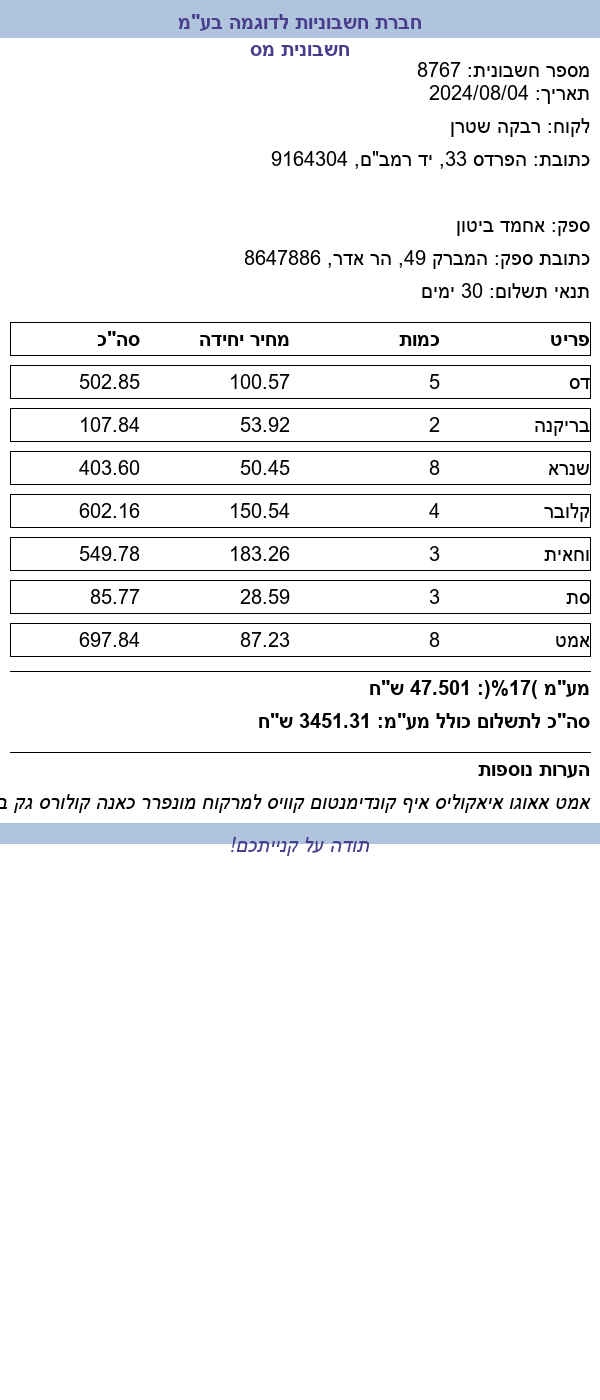 חברת חשבוניות לדוגמה בע"מ
חשבונית מס
מספר חשבונית: 8767
תאריך: 2024/08/04
לקוח: רבקה שטרן
כתובת: הפרדס 33, יד רמב"ם, 9164304
ספק: אחמד ביטון
כתובת ספק: המברק 49, הר אדר, 8647886
תנאי תשלום: 30 ימים
פריט כמות מחיר יחידה סה"כ
דס 5 100.57 502.85
בריקנה 2 53.92 107.84
שנרא 8 50.45 403.60
קלובר 4 150.54 602.16
וחאית 3 183.26 549.78
סת 3 28.59 85.77
אמט 8 87.23 697.84
מע"מ )17%(: 47.501 ש"ח
סה"כ לתשלום כולל מע"מ: 3451.31 ש"ח
הערות נוספות
אמט אאוגו איאקוליס איף קונדימנטום קוויס למרקוח מונפרר כאנה קולורס גק
תודה על קנייתכם!